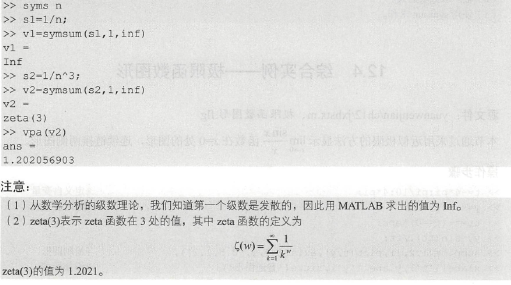 >> syms n
>> s1=1/n;
>> v1=symsum(s1,1,inf)
v1 =
Inf
>> s2=1/n^3;
>> v2=symsum(s2,1,inf)
v2 =
zeta(3)
>> vpa(v2)
ans =
1.202056903
注意：
（1）从数学分析的级数理论，我们知道第一个级数是发散的，因此用 MATLAB 求出的值为 Inf。
（2）zeta(3)表示 zeta 函数在 3 处的值，其中 zeta 函数的定义为
ζ(w)=∑_{k=1}^{∞} 1/k^w
zeta(3)的值为 1.2021。